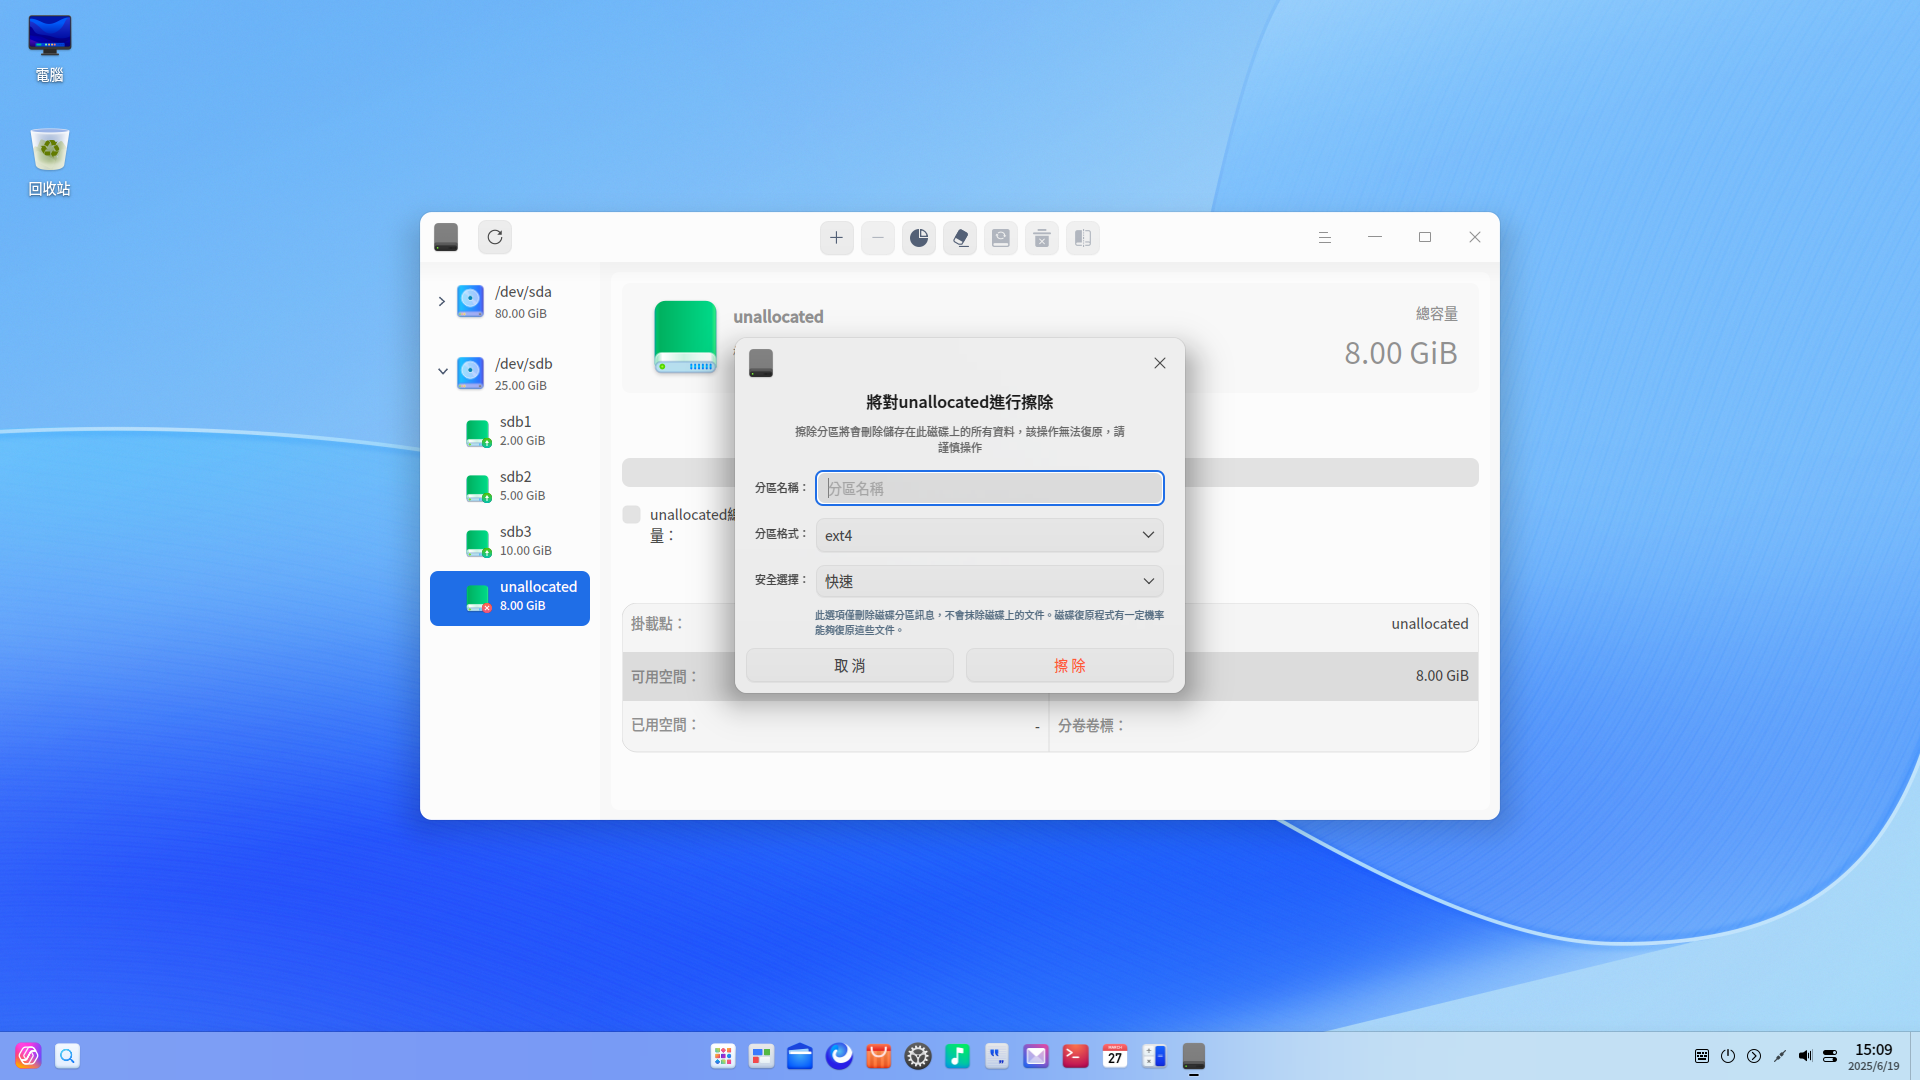 電腦
回收站
/dev/sda
80.00 GiB
/dev/sdb
25.00 GiB
sdb1
2.00 GiB
sdb2
5.00 GiB
sdb3
10.00 GiB
unallocated
8.00 GiB
unallocated
總容量
8.00 GiB
unallocated總
量：
掛載點：
unallocated
可用空間：
8.00 GiB
已用空間：
-
分卷卷標：
將對unallocated進行擦除
擦除分區將會刪除儲存在此磁碟上的所有資料，該操作無法復原，請
謹慎操作
分區名稱：
分區名稱
分區格式：
ext4
安全選擇：
快速
此選項僅刪除磁碟分區訊息，不會抹除磁碟上的文件。磁碟復原程式有一定機率
能夠復原這些文件。
取消
擦除
MARCH
27
15:09
2025/6/19